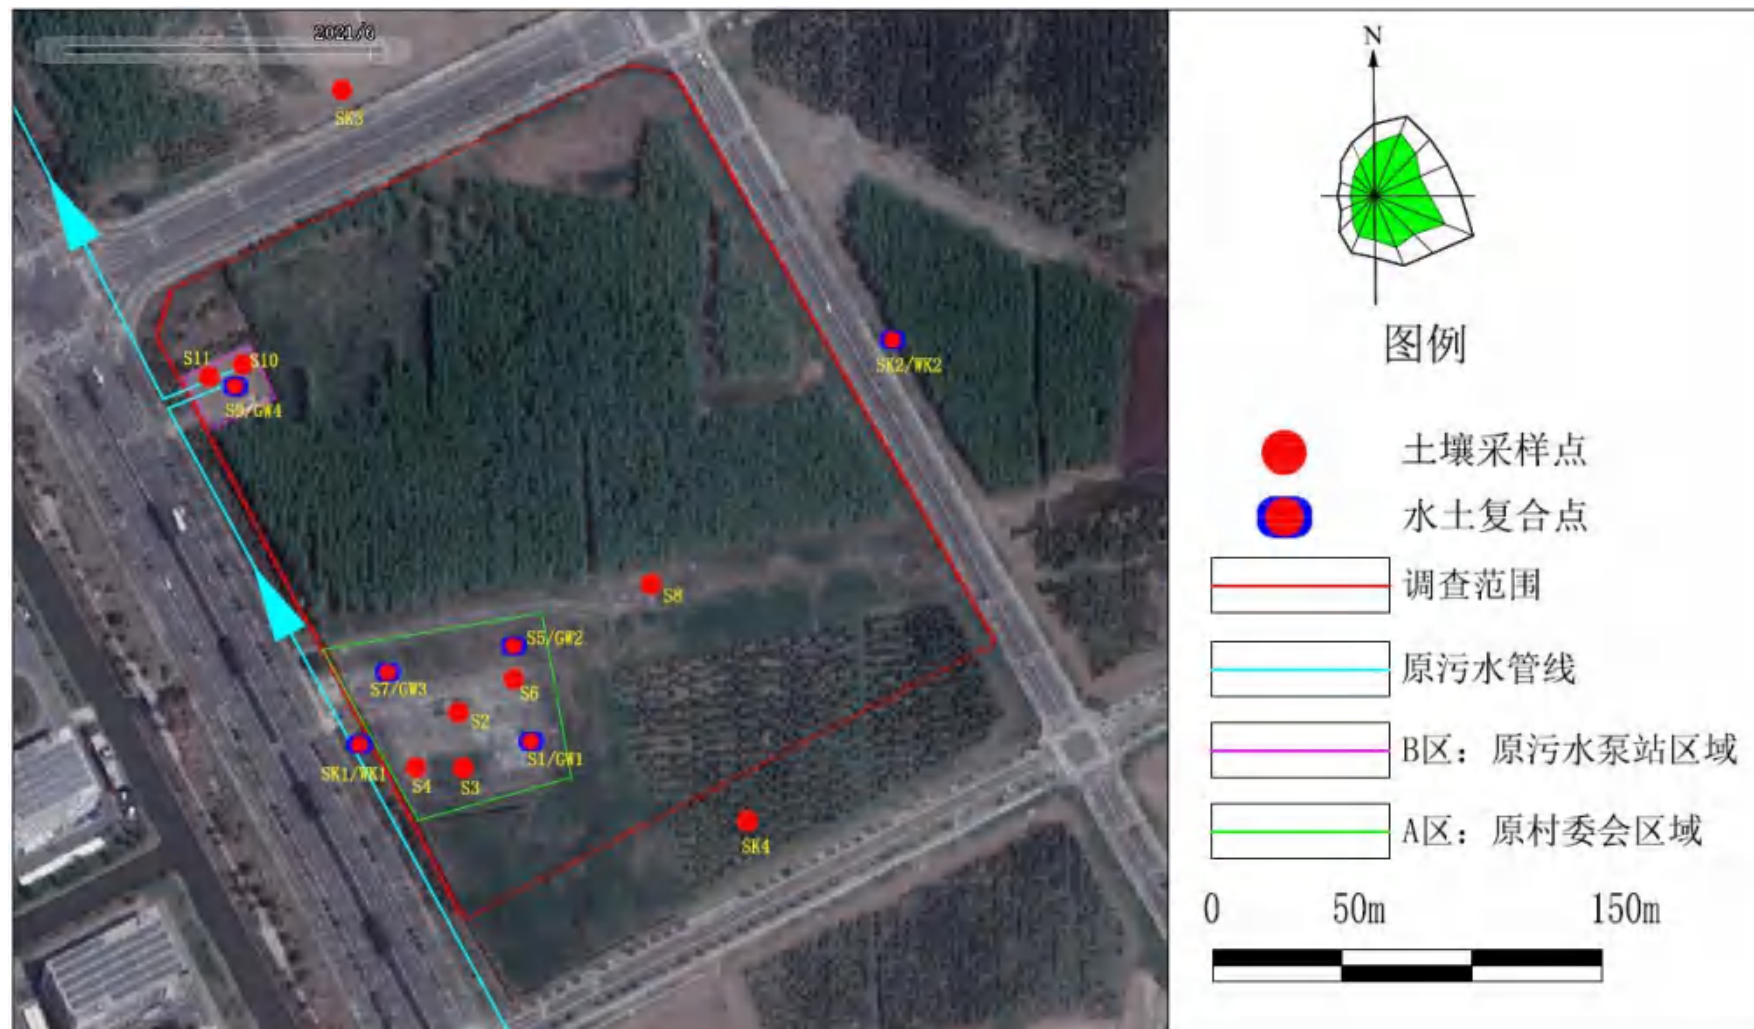 2021/0
SK3
S11
S10
S9/GW4
SK2/WK2
S8
S5/GW2
S7/GW3
S6
S2
S1/GW1
SK1/WK1
S4
S3
SK4
N
图例
土壤采样点
水土复合点
调查范围
原污水管线
B区：原污水泵站区域
A区：原村委会区域
0 50m 150m